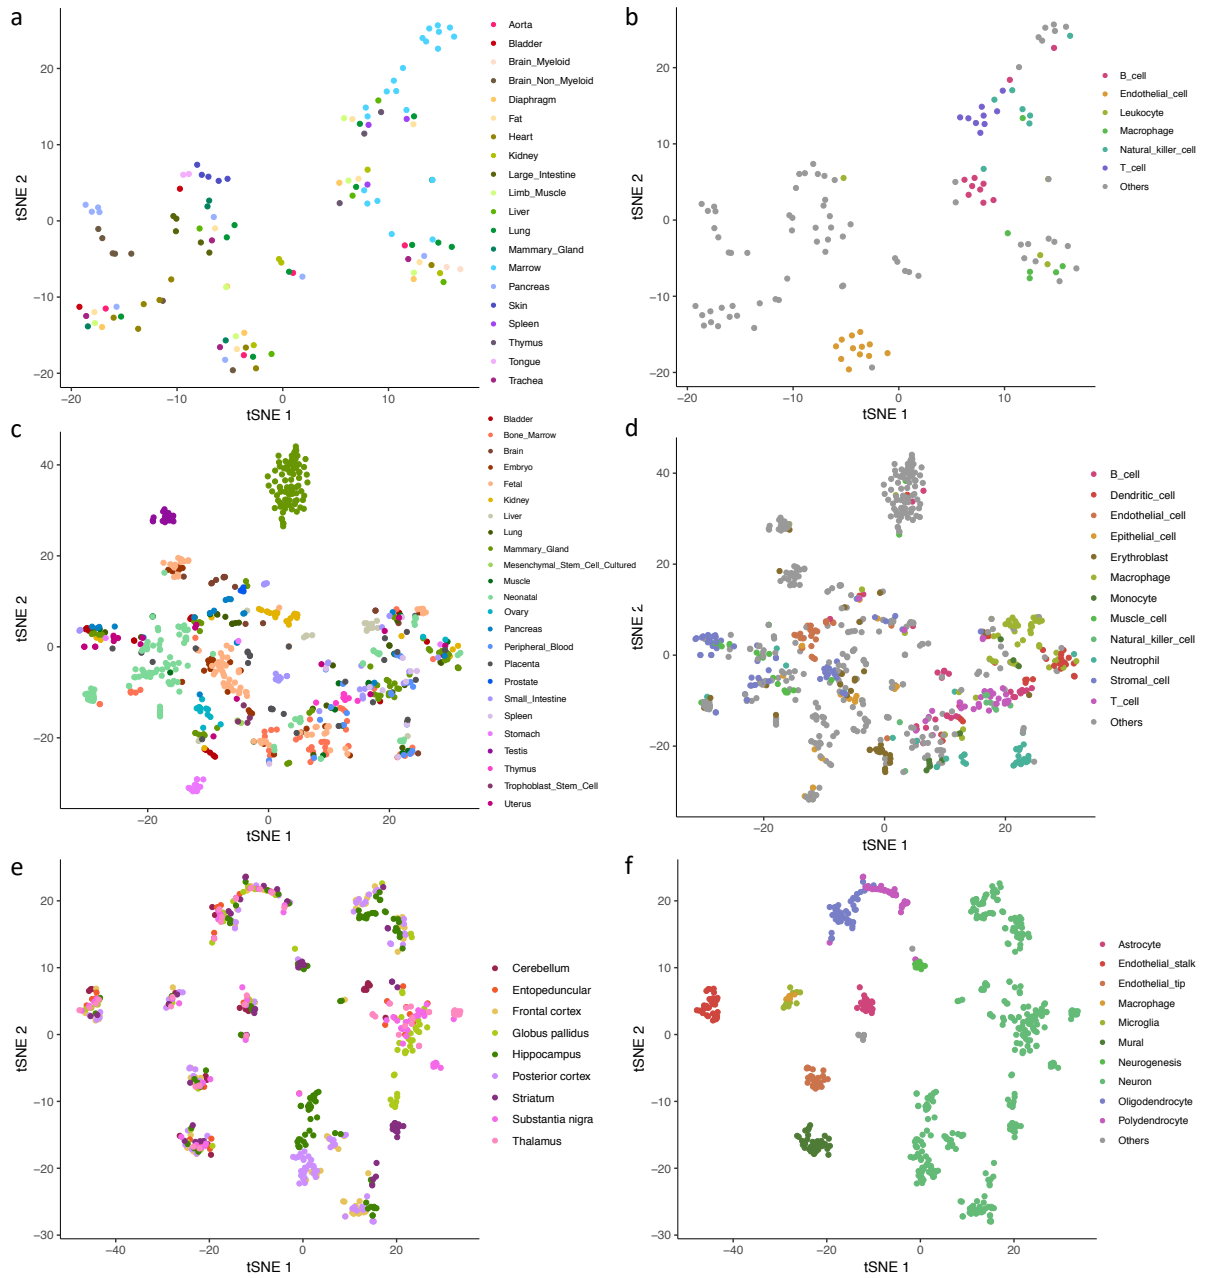 a
tSNE 2
20
10
0
−10
−20
−20
−10
0
10
tSNE 1
Aorta
Bladder
Brain_Myeloid
Brain_Non_Myeloid
Diaphragm
Fat
Heart
Kidney
Large_Intestine
Limb_Muscle
Liver
Lung
Mammary_Gland
Marrow
Pancreas
Skin
Spleen
Thymus
Tongue
Trachea
b
tSNE 2
20
10
0
−10
−20
−20
−10
0
10
tSNE 1
B_cell
Endothelial_cell
Leukocyte
Macrophage
Natural_killer_cell
T_cell
Others
c
tSNE 2
40
20
0
−20
−20
0
20
tSNE 1
Bladder
Bone_Marrow
Brain
Embryo
Fetal
Kidney
Liver
Lung
Mammary_Gland
Mesenchymal_Stem_Cell_Cultured
Muscle
Neonatal
Ovary
Pancreas
Peripheral_Blood
Placenta
Prostate
Small_Intestine
Spleen
Stomach
Testis
Thymus
Trophoblast_Stem_Cell
Uterus
d
tSNE 2
40
20
0
−20
−20
0
20
tSNE 1
B_cell
Dendritic_cell
Endothelial_cell
Epithelial_cell
Erythroblast
Macrophage
Monocyte
Muscle_cell
Natural_killer_cell
Neutrophil
Stromal_cell
T_cell
Others
e
tSNE 2
20
10
0
−10
−20
−30
−40
−20
0
20
tSNE 1
Cerebellum
Entopeduncular
Frontal cortex
Globus pallidus
Hippocampus
Posterior cortex
Striatum
Substantia nigra
Thalamus
f
tSNE 2
20
10
0
−10
−20
−30
−40
−20
0
20
tSNE 1
Astrocyte
Endothelial_stalk
Endothelial_tip
Macrophage
Microglia
Mural
Neurogenesis
Neuron
Oligodendrocyte
Polydendrocyte
Others